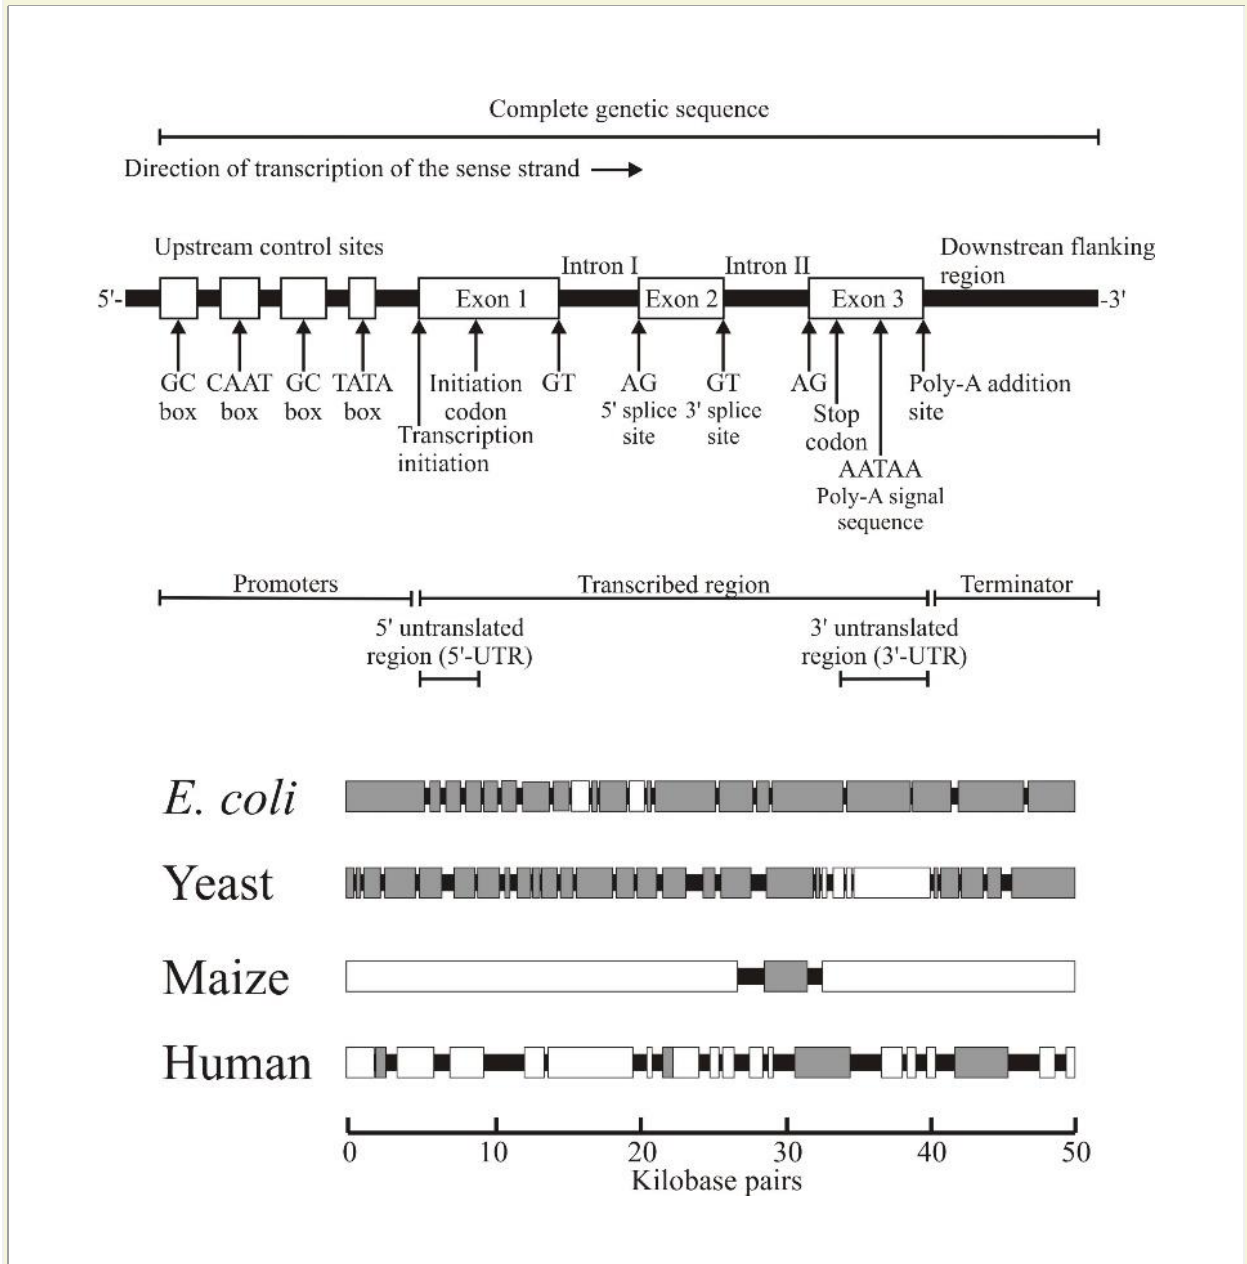 Complete genetic sequence
Direction of transcription of the sense strand
Upstream control sites
Intron I
Intron II
Downstrean flanking
region
5'-
Exon 1
Exon 2
Exon 3
-3'
GC
box
CAAT
box
GC
box
TATA
box
Transcription
initiation
Initiation
codon
GT
AG
5' splice
site
GT
3' splice
site
AG
Stop
codon
AATAA
Poly-A signal
sequence
Poly-A addition
site
Promoters
Transcribed region
Terminator
5' untranslated
region (5'-UTR)
3' untranslated
region (3'-UTR)
E. coli
Yeast
Maize
Human
0 10 20 30 40 50
Kilobase pairs